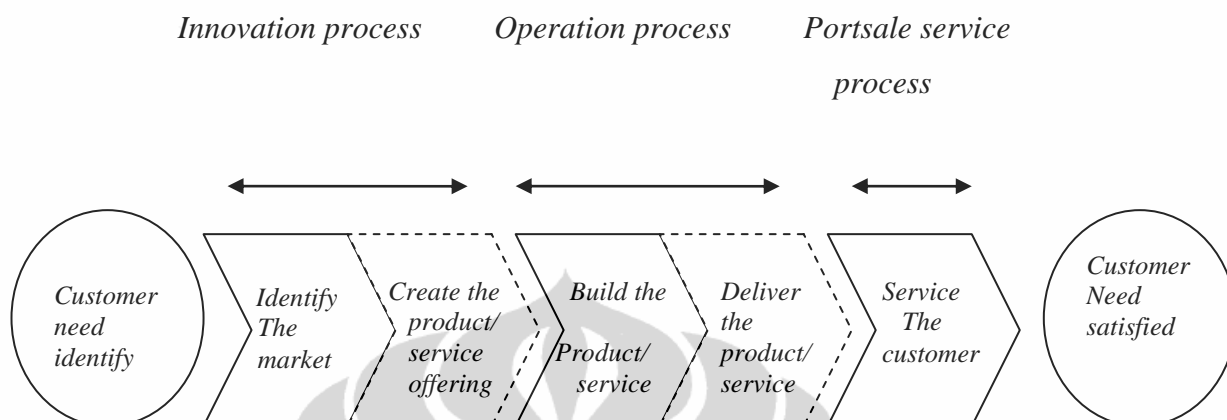 Innovation process
Operation process
Portsale service
process
Customer
need
identify
Identify
The
market
Create the
product/
service
offering
Build the
Product/
service
Deliver
the
product/
service
Service
The
customer
Customer
Need
satisfied